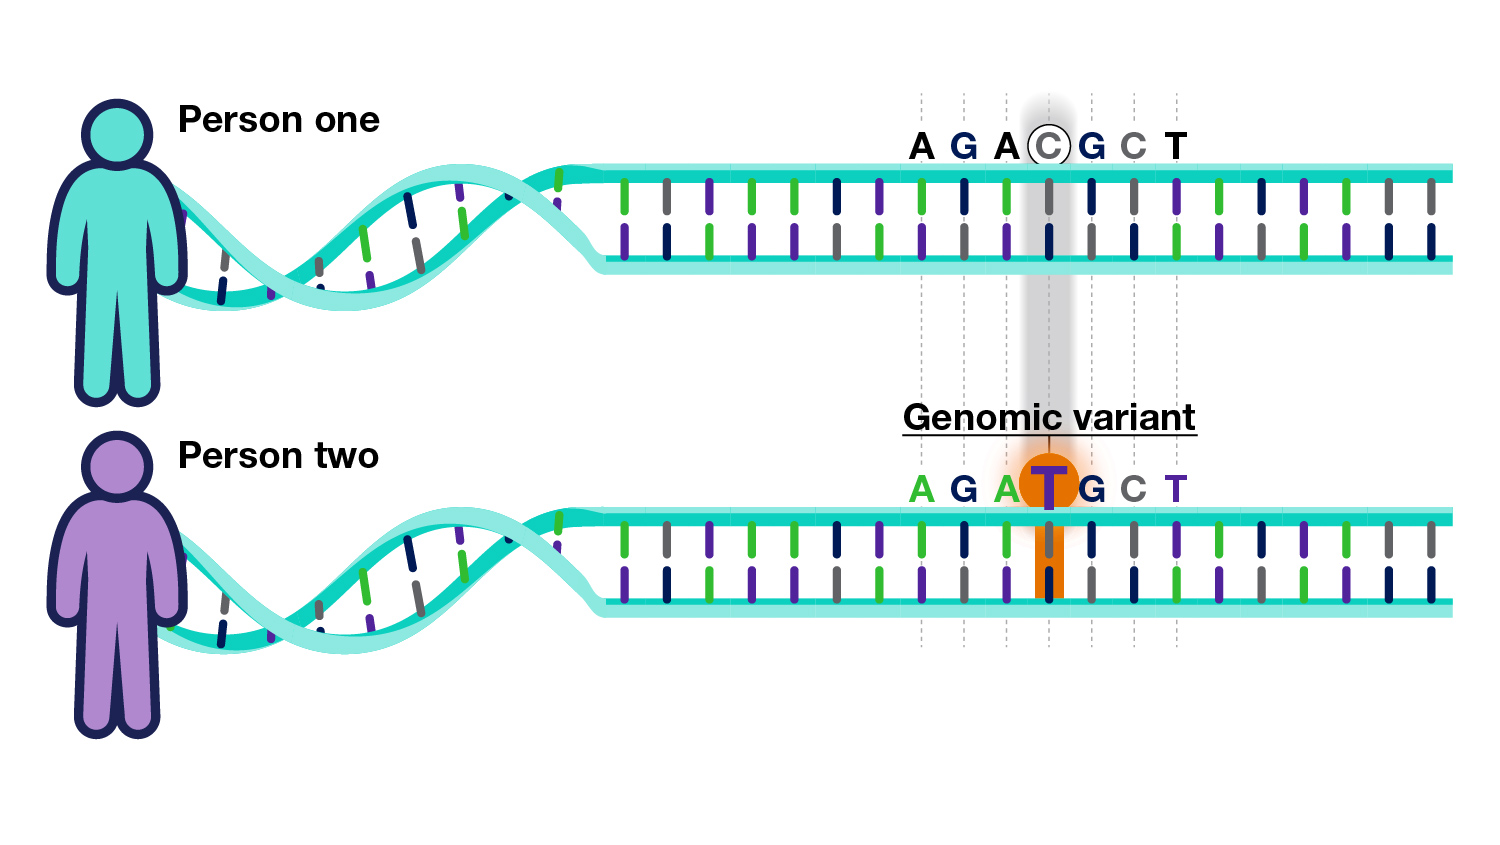 Person one
A G A C G C T
Genomic variant
Person two
A G A T G C T